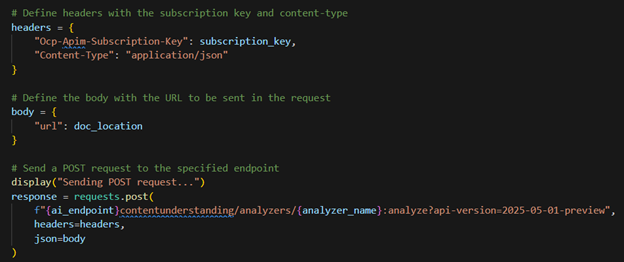 # Define headers with the subscription key and content-type
headers = {
    "Ocp-Apim-Subscription-Key": subscription_key,
    "Content-Type": "application/json"
}

# Define the body with the URL to be sent in the request
body = {
    "url": doc_location
}

# Send a POST request to the specified endpoint
display("Sending POST request...")
response = requests.post(
    f"{ai_endpoint}contentunderstanding/analyzers/{analyzer_name}:analyze?api-version=2025-05-01-preview",
    headers=headers,
    json=body
)